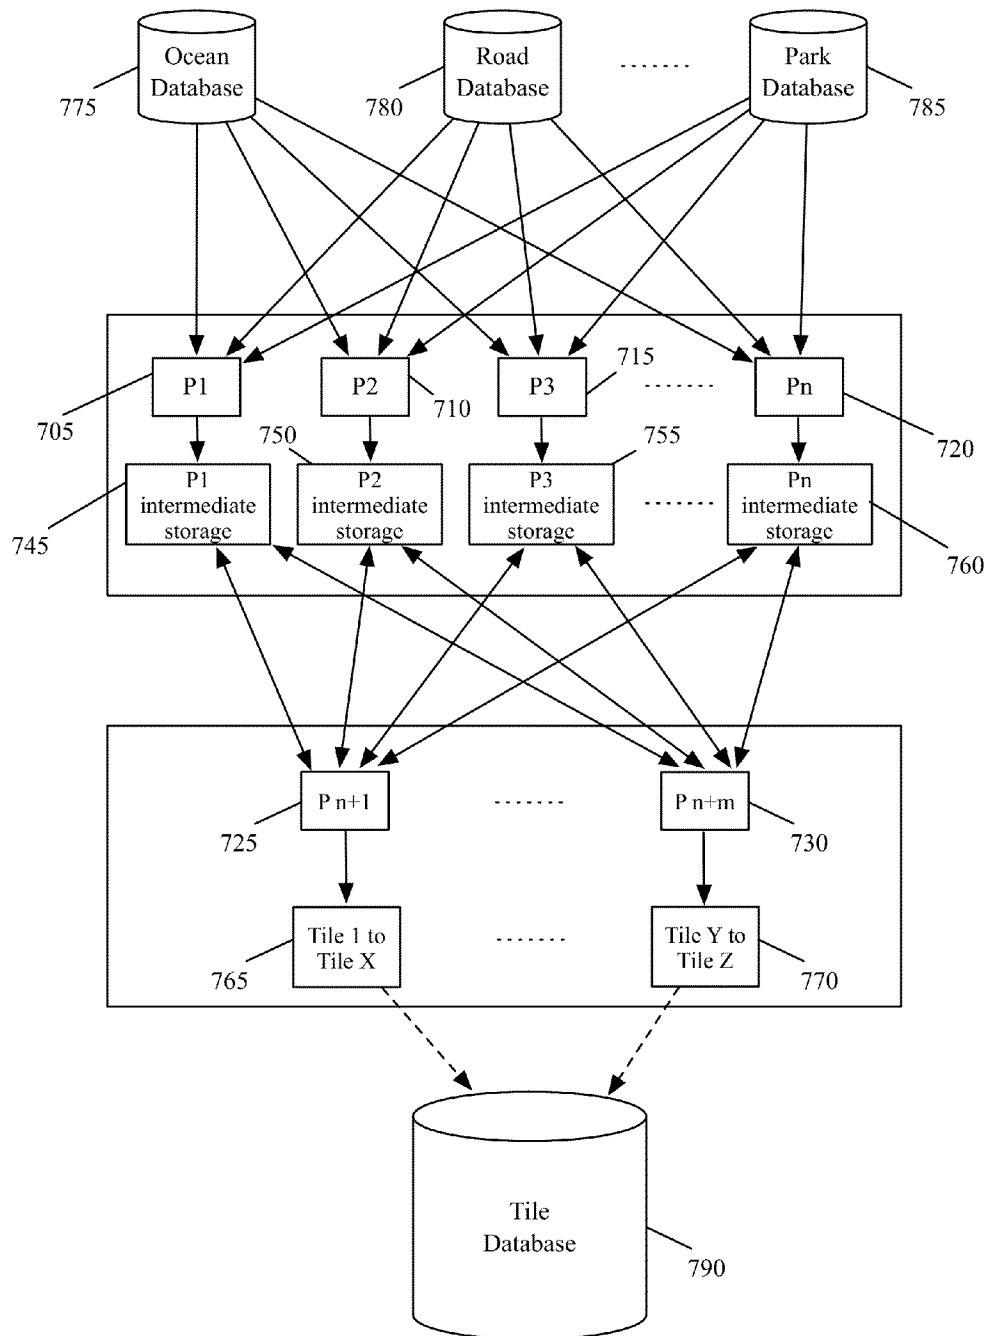 Ocean
Database
Road
Database
Park
Database
775
780
785
P1
P2
P3
Pn
715
705
710
720
750
755
P1
intermediate
storage
P2
intermediate
storage
P3
intermediate
storage
Pn
intermediate
storage
745
760
P n+1
P n+m
725
730
Tile 1 to
Tile X
Tile Y to
Tile Z
765
770
Tile
Database
790